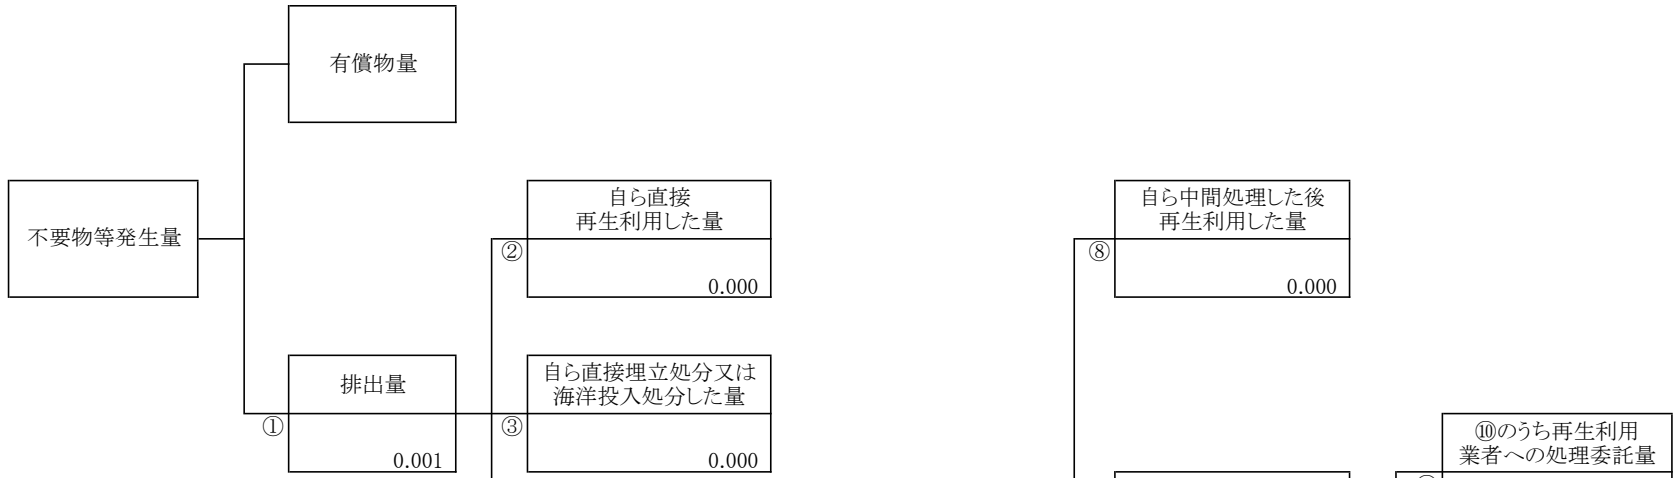 有償物量
不要物等発生量
自ら直接
再生利用した量
②
0.000
自ら中間処理した後
再生利用した量
⑧
0.000
排出量
①
0.001
自ら直接埋立処分又は
海洋投入処分した量
③
0.000
⑩のうち再生利用
業者への処理委託量